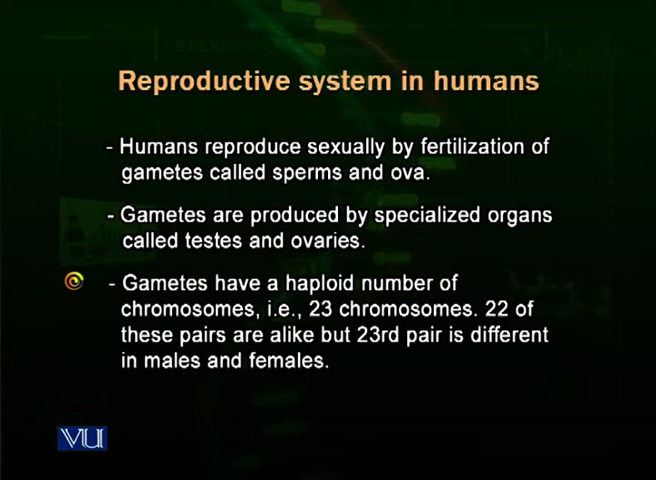 Reproductive system in humans
- Humans reproduce sexually by fertilization of
gametes called sperms and ova.
- Gametes are produced by specialized organs
called testes and ovaries.
- Gametes have a haploid number of
chromosomes, i.e., 23 chromosomes. 22 of
these pairs are alike but 23rd pair is different
in males and females.
VU